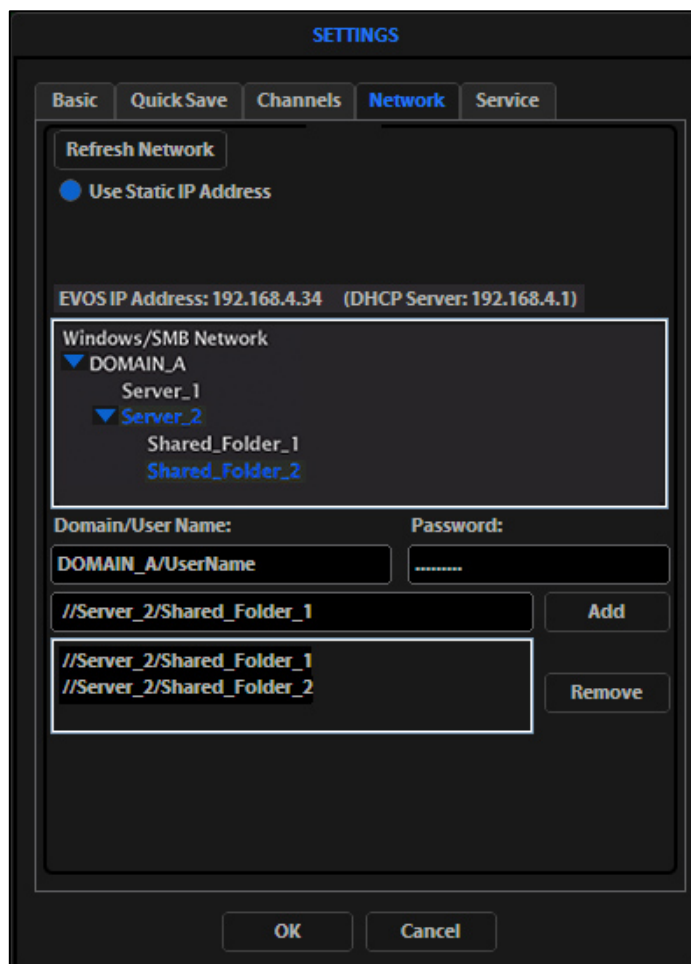 SETTINGS
Basic Quick Save Channels Network Service
Refresh Network
Use Static IP Address
EVOS IP Address: 192.168.4.34 (DHCP Server: 192.168.4.1)
Windows/SMB Network
DOMAIN_A
Server_1
Server_2
Shared_Folder_1
Shared_Folder_2
Domain/User Name: Password:
DOMAIN_A/UserName .........
//Server_2/Shared_Folder_1 Add
//Server_2/Shared_Folder_1
//Server_2/Shared_Folder_2
Remove
OK Cancel